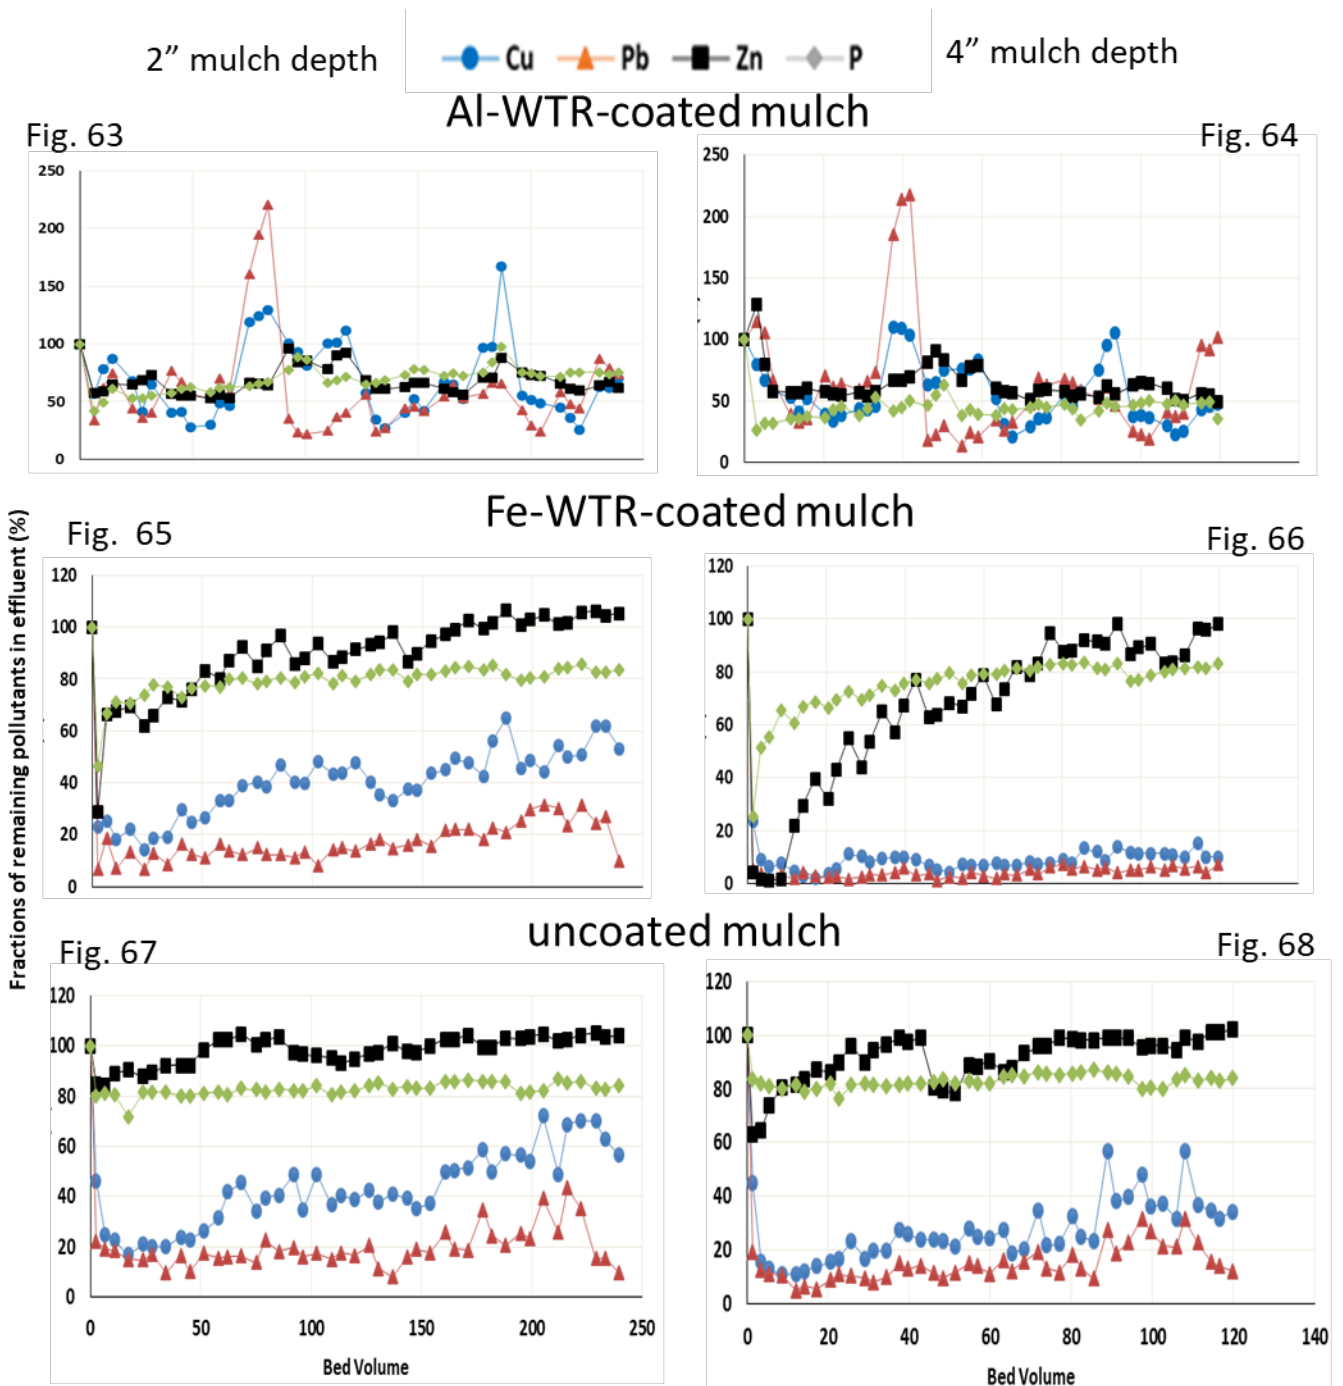 2” mulch depth
Cu Pb Zn P
4” mulch depth
Al-WTR-coated mulch
Fig. 63
Fig. 64
250
200
150
100
50
0
250
200
150
100
50
0
Fe-WTR-coated mulch
Fractions of remaining pollutants in effluent (%)
Fig. 65
Fig. 66
120
100
80
60
40
20
0
120
100
80
60
40
20
0
uncoated mulch
Fig. 67
Fig. 68
120
100
80
60
40
20
0
0 50 100 150 200 250
Bed Volume
120
100
80
60
40
20
0
0 20 40 60 80 100 120 140
Bed Volume